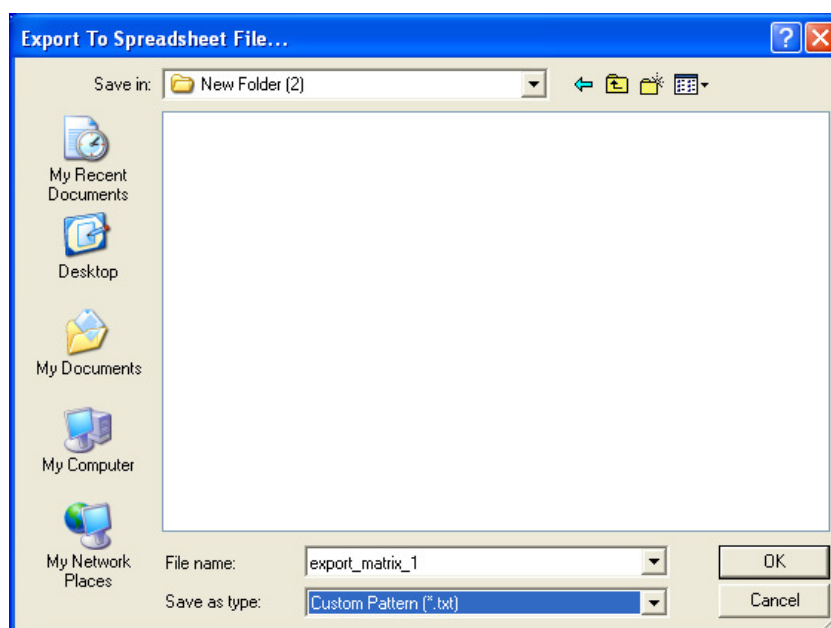 Export To Spreadsheet File...
Save in: New Folder (2)
My Recent
Documents
Desktop
My Documents
My Computer
My Network
Places
File name: export_matrix_1 OK
Save as type: Custom Pattern (*.txt) Cancel